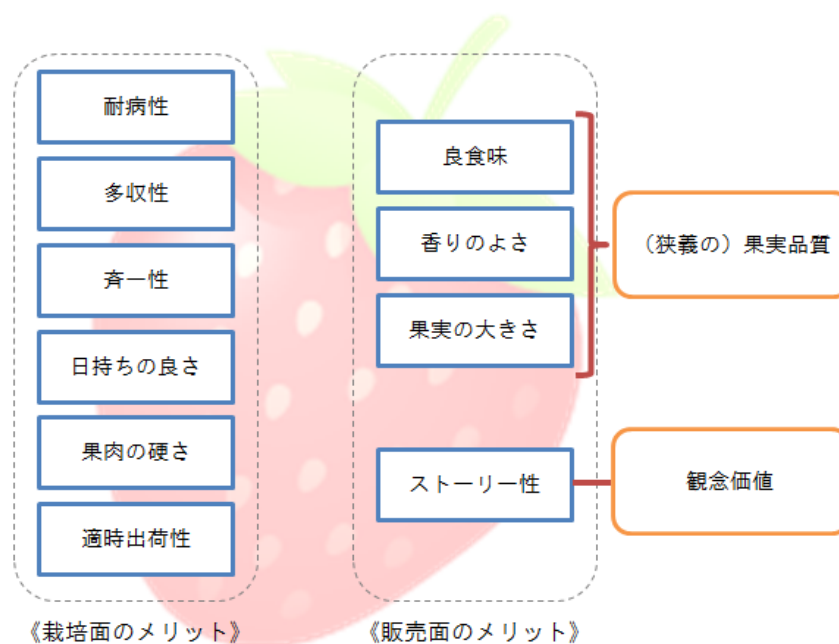 耐病性
多収性
斉一性
日持ちの良さ
果肉の硬さ
適時出荷性
《栽培面のメリット》
良食味
香りのよさ
果実の大きさ
ストーリー性
《販売面のメリット》
（狭義の）果実品質
観念価値